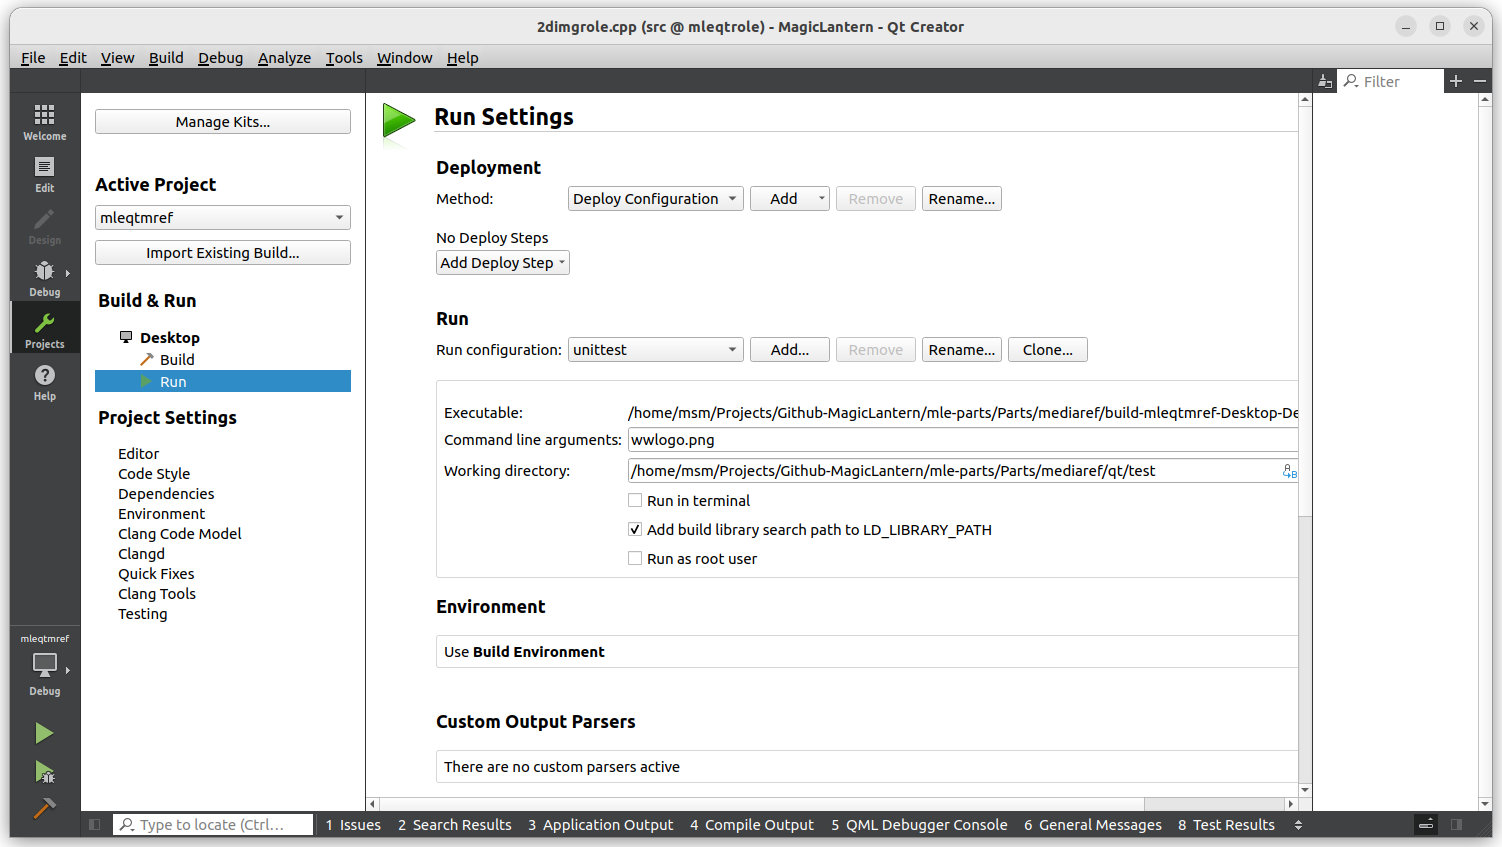 2dimgrole.cpp (src @ mleqtrole) - MagicLantern - Qt Creator
File Edit View Build Debug Analyze Tools Window Help
Filter
Welcome
Edit
Design
Debug
Projects
Help
mleqtmref
Debug
Manage Kits...
Active Project
mleqtmref
Import Existing Build...
Build & Run
Desktop
Build
Run
Project Settings
Editor
Code Style
Dependencies
Environment
Clang Code Model
Clangd
Quick Fixes
Clang Tools
Testing
Run Settings
Deployment
Method: Deploy Configuration Add Remove Rename...
No Deploy Steps
Add Deploy Step
Run
Run configuration: unittest Add... Remove Rename... Clone...
Executable: /home/msm/Projects/Github-MagicLantern/mle-parts/Parts/mediaref/build-mleqtmref-Desktop-De
Command line arguments: wwlogo.png
Working directory: /home/msm/Projects/Github-MagicLantern/mle-parts/Parts/mediaref/qt/test
Run in terminal
Add build library search path to LD_LIBRARY_PATH
Run as root user
Environment
Use Build Environment
Custom Output Parsers
There are no custom parsers active
Type to locate (Ctrl... 1 Issues 2 Search Results 3 Application Output 4 Compile Output 5 QML Debugger Console 6 General Messages 8 Test Results